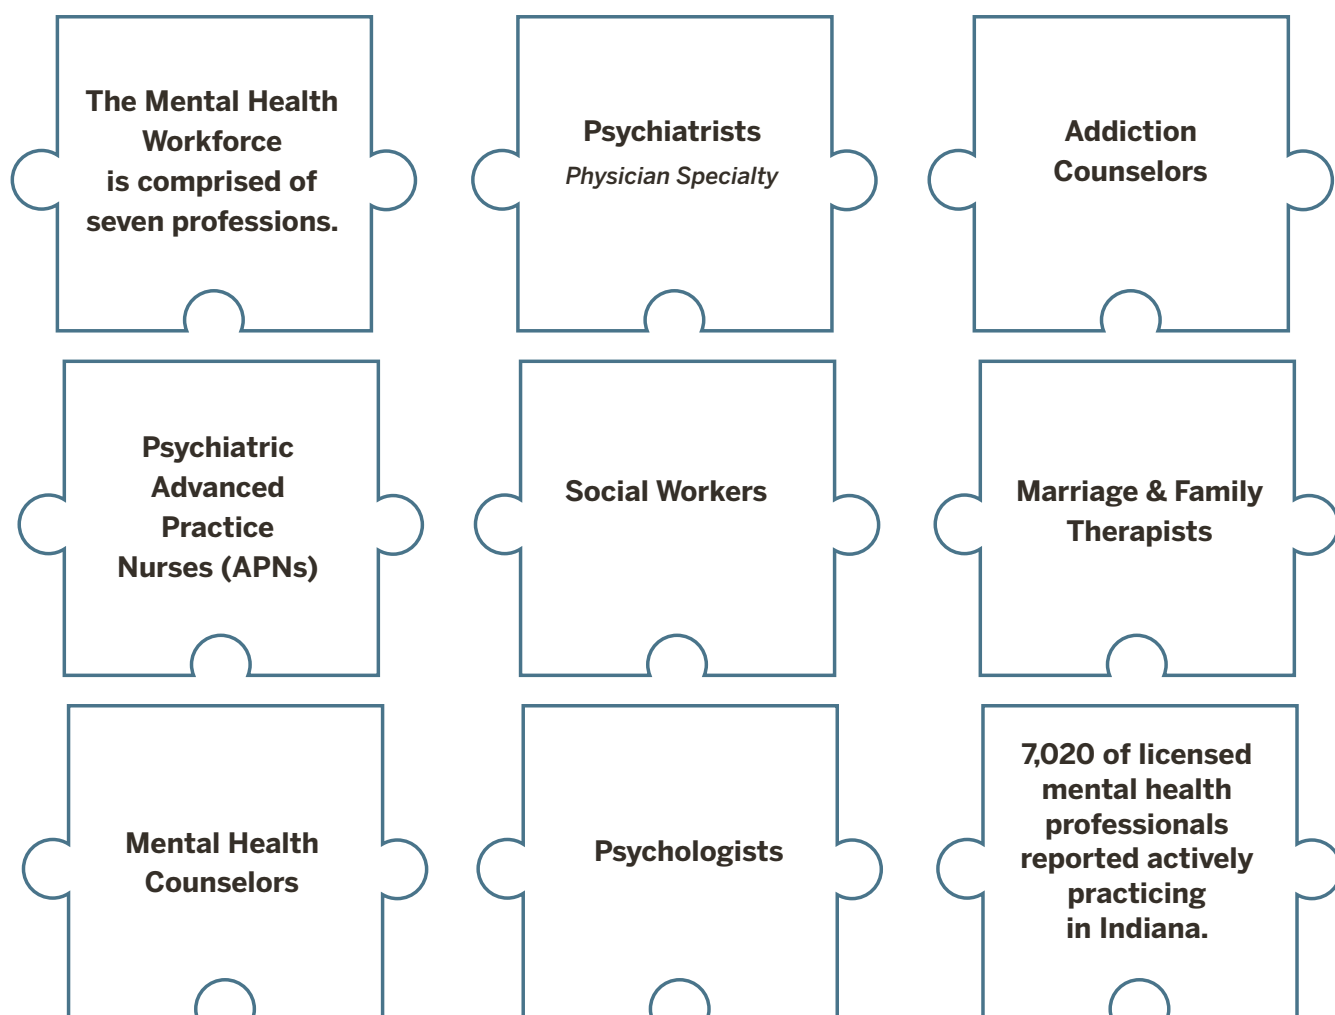 The Mental Health
Workforce
is comprised of
seven professions.
Psychiatrists
Physician Specialty
Addiction
Counselors
Psychiatric
Advanced
Practice
Nurses (APNs)
Social Workers
Marriage & Family
Therapists
Mental Health
Counselors
Psychologists
7,020 of licensed
mental health
professionals
reported actively
practicing
in Indiana.